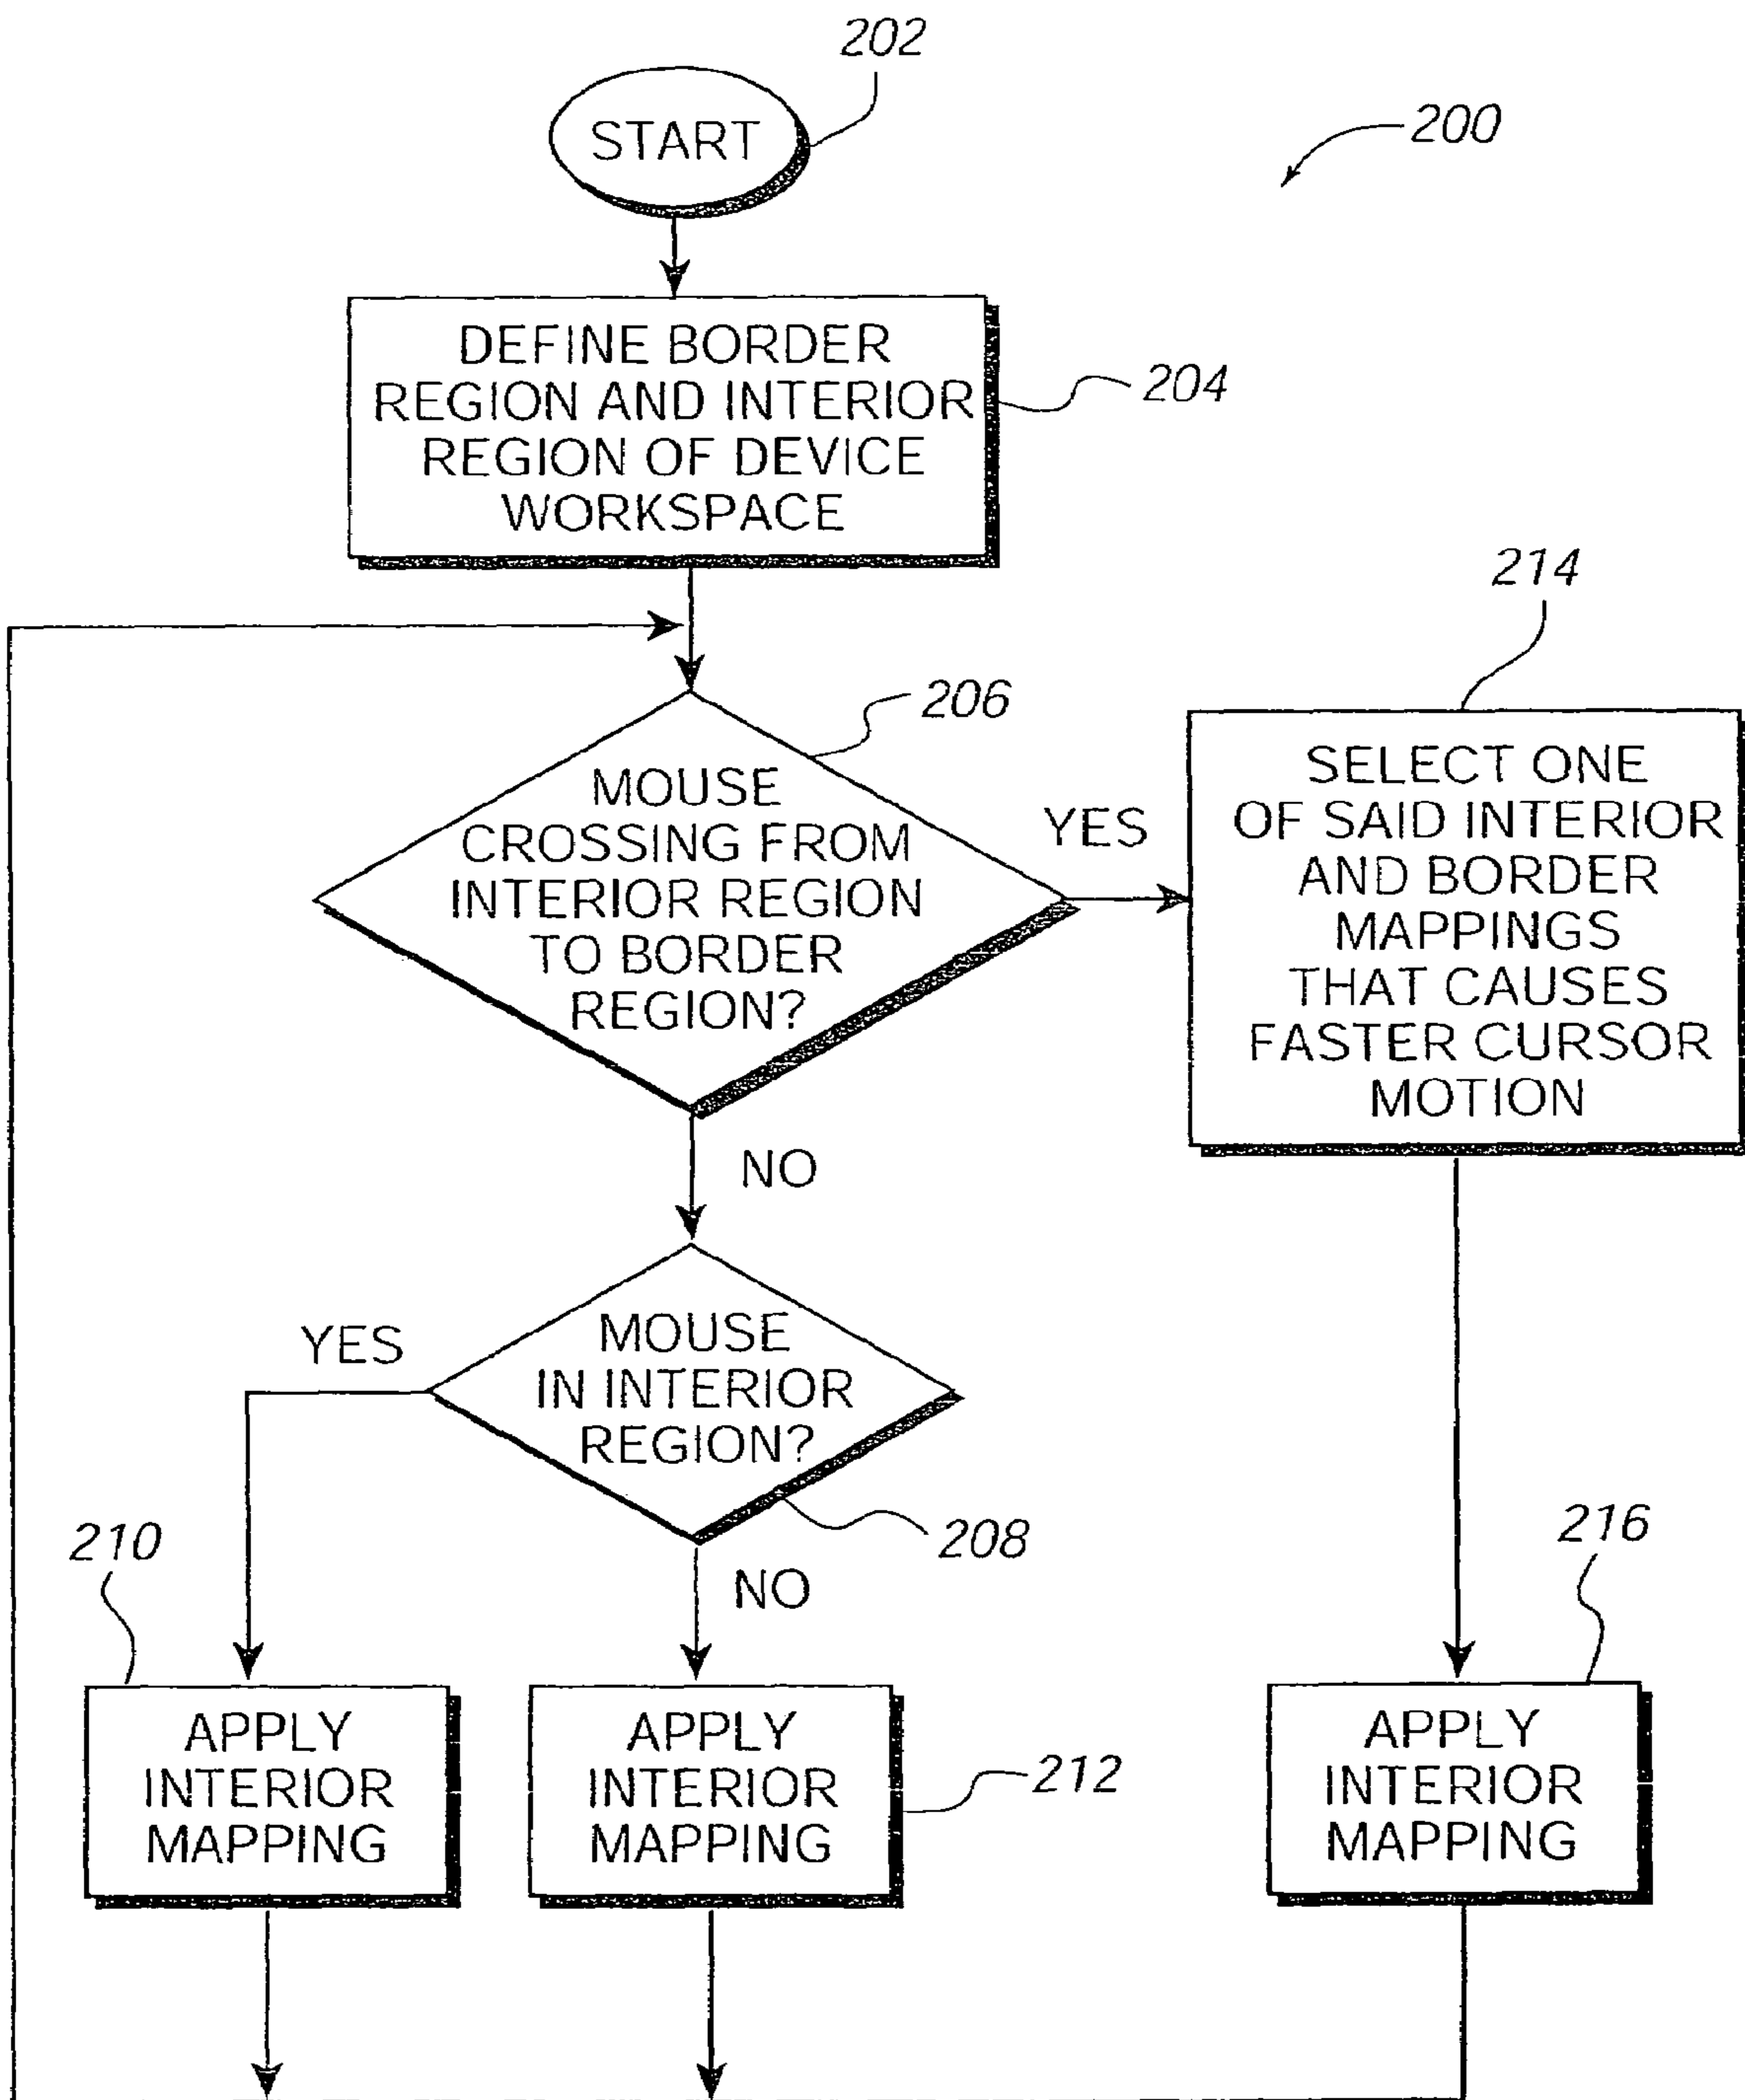 202
START
200
DEFINE BORDER
REGION AND INTERIOR
REGION OF DEVICE
WORKSPACE
204
206
MOUSE
CROSSING FROM
INTERIOR REGION
TO BORDER
REGION?
YES
214
SELECT ONE
OF SAID INTERIOR
AND BORDER
MAPPINGS
THAT CAUSES
FASTER CURSOR
MOTION
NO
MOUSE
IN INTERIOR
REGION?
YES
208
NO
210
APPLY
INTERIOR
MAPPING
APPLY
INTERIOR
MAPPING
212
216
APPLY
INTERIOR
MAPPING